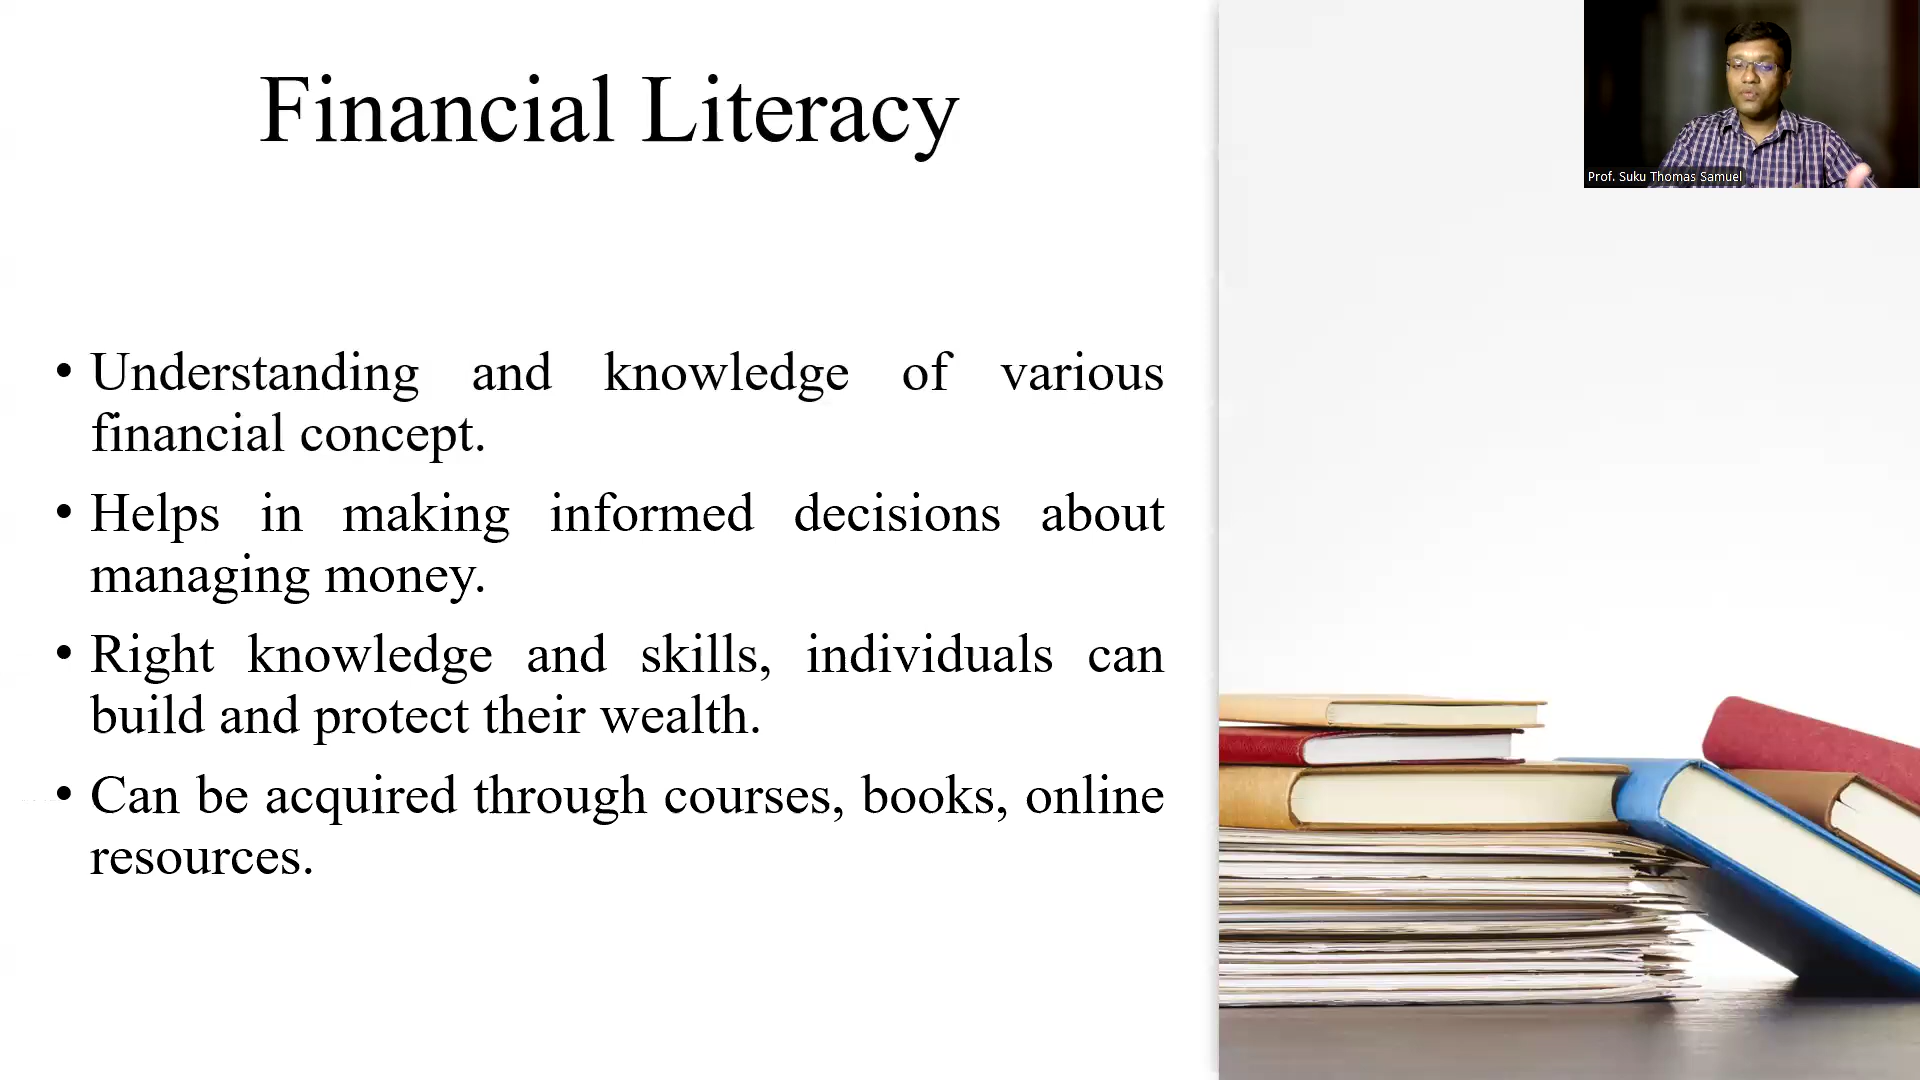 Financial Literacy
Prof. Suku Thomas Samuel
• Understanding and knowledge of various
financial concept.
• Helps in making informed decisions about
managing money.
• Right knowledge and skills, individuals can
build and protect their wealth.
• Can be acquired through courses, books, online
resources.